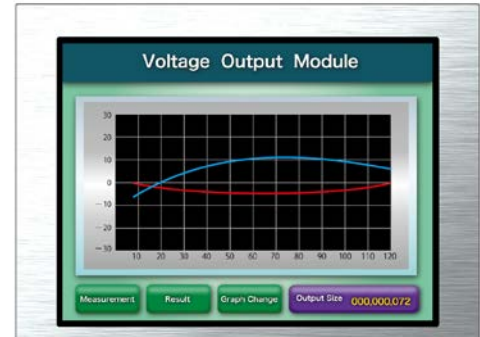 Voltage Output Module
30
20
10
0
-10
-20
-30
10 20 30 40 50 60 70 80 90 100 110 120
Measurement Result Graph Change Output Size 000,000,072